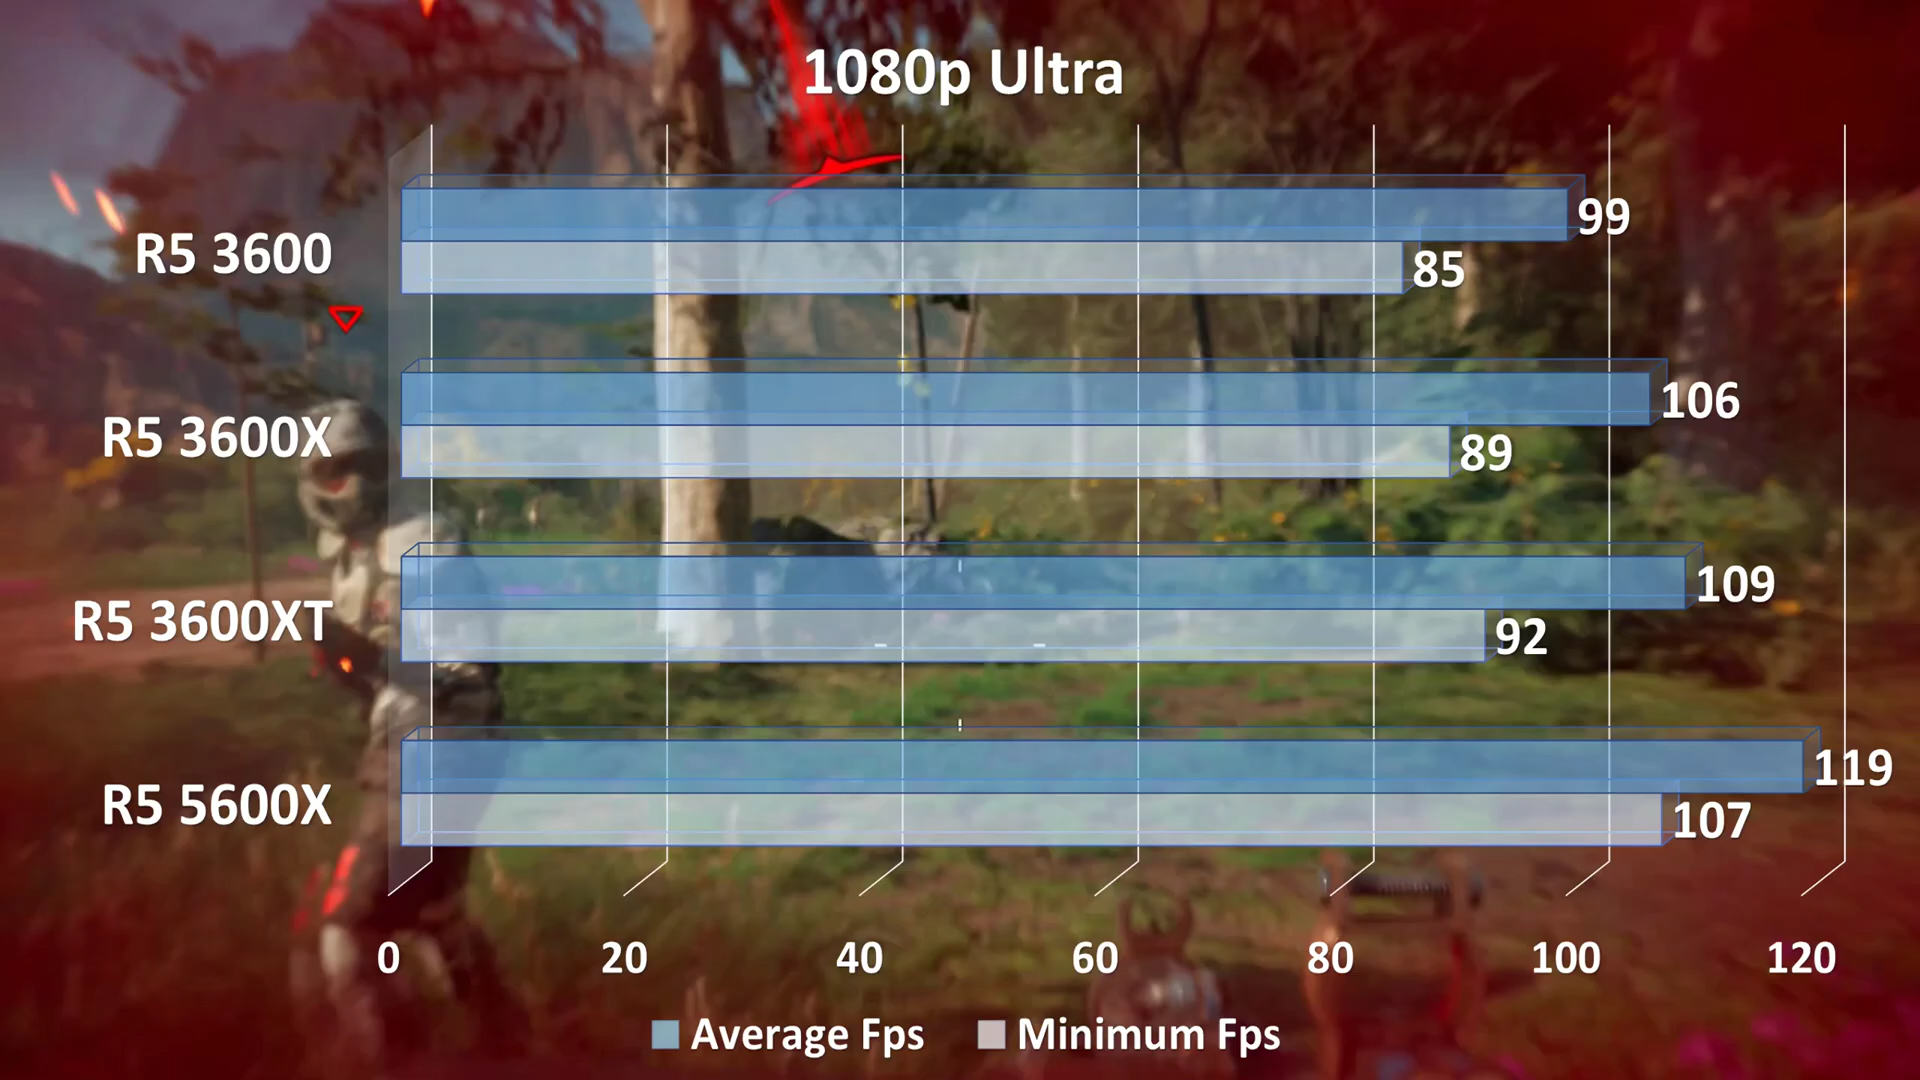 1080p Ultra
R5 3600
99
85
R5 3600X
106
89
R5 3600XT
109
92
R5 5600X
119
107
0 20 40 60 80 100 120
Average Fps Minimum Fps